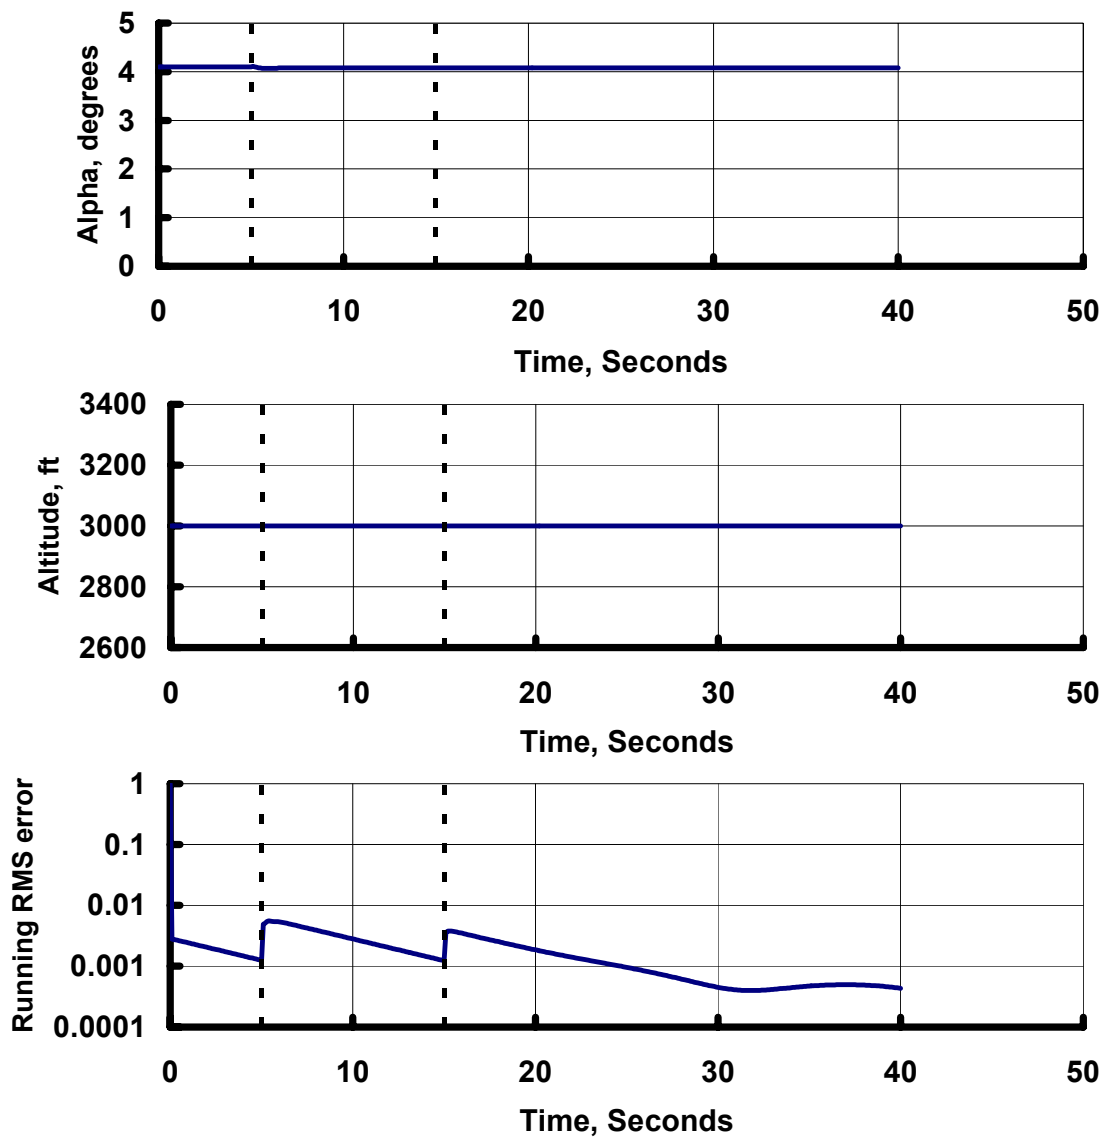 5
4
3
2
1
0
Alpha, degrees
0 10 20 30 40 50
Time, Seconds
3400
3200
3000
2800
2600
Altitude, ft
0 10 20 30 40 50
Time, Seconds
1
0.1
0.01
0.001
0.0001
Running RMS error
0 10 20 30 40 50
Time, Seconds